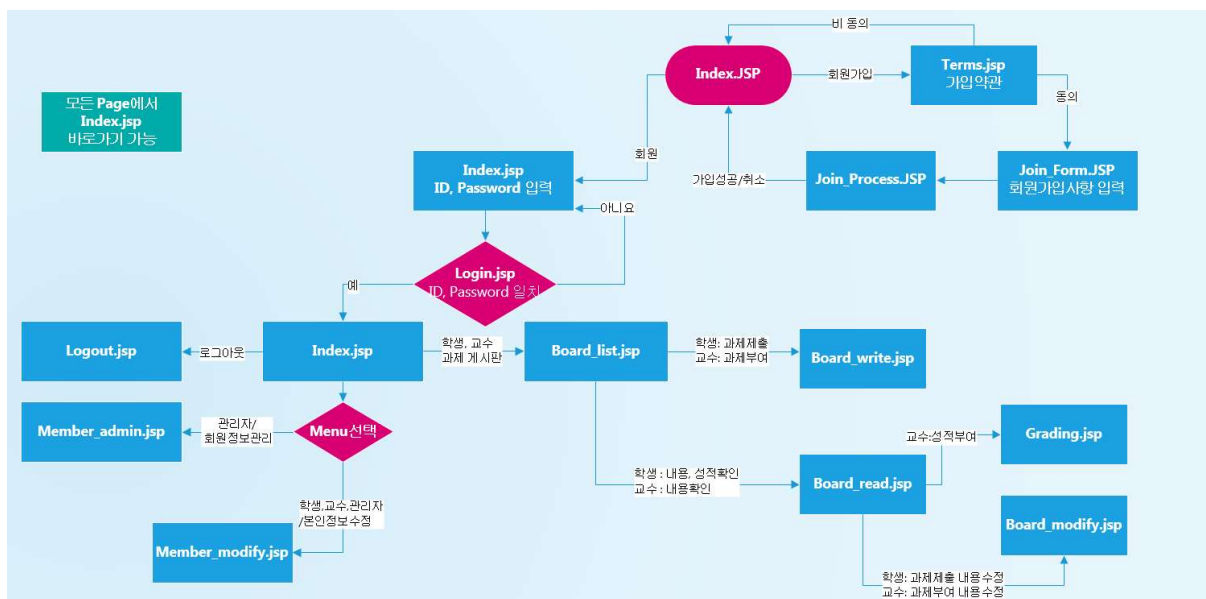 비 동의
Index.JSP
회원가입
Terms.jsp
가입약관
동의
모든 Page에서
Index.jsp
바로가기 가능
회원
Index.jsp
ID, Password 입력
가입성공/취소
Join_Process.JSP
Join_Form.JSP
회원가입사항 입력
아니요
Login.jsp
ID, Password 일치
예
Logout.jsp
로그아웃
Index.jsp
학생, 교수
과제 게시판
Board_list.jsp
학생: 과제제출
교수: 과제부여
Board_write.jsp
Member_admin.jsp
관리자/
회원정보관리
Menu선택
교수:성적부여
Grading.jsp
학생 : 내용, 성적확인
교수 : 내용확인
Board_read.jsp
학생,교수,관리자
/본인정보수정
Member_modify.jsp
Board_modify.jsp
학생: 과제제출 내용수정
교수: 과제부여 내용수정